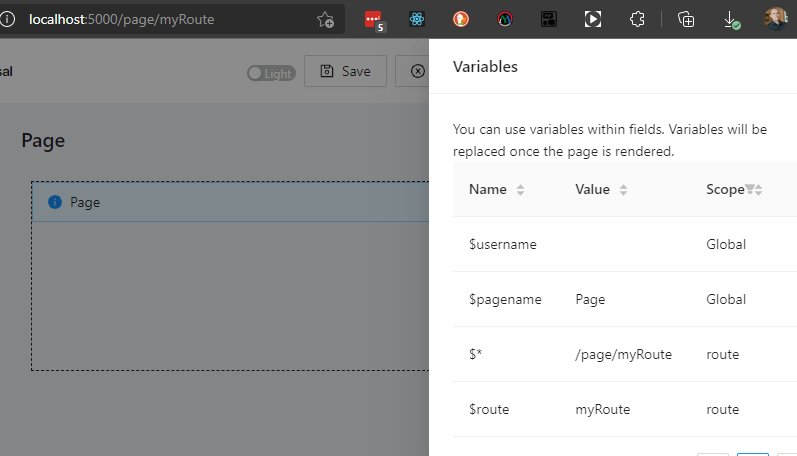 localhost:5000/page/myRoute
5
sal
Light
Save
Variables
You can use variables within fields. Variables will be
replaced once the page is rendered.
Page
Page
Name Value Scope
$username Global
$pagename Page Global
$* /page/myRoute route
$route myRoute route